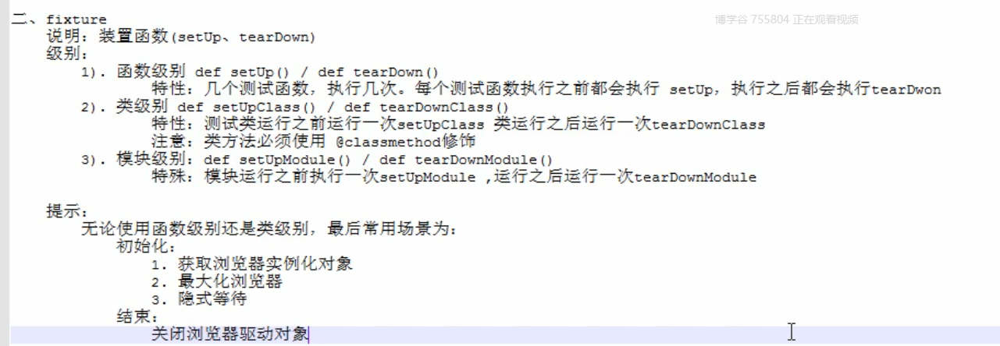 二、fixture
博学谷 755804 正在观看视频
说明：装置函数(setUp、tearDown)
级别：
1). 函数级别 def setUp() / def tearDown()
特性：几个测试函数，执行几次。每个测试函数执行之前都会执行 setUp，执行之后都会执行tearDwon
2). 类级别 def setUpClass() / def tearDownClass()
特性：测试类运行之前运行一次setUpClass 类运行之后运行一次tearDownClass
注意：类方法必须使用 @classmethod修饰
3). 模块级别：def setUpModule() / def tearDownModule()
特殊：模块运行之前执行一次setUpModule ,运行之后运行一次tearDownModule
提示：
无论使用函数级别还是类级别，最后常用场景为：
初始化：
1. 获取浏览器实例化对象
2. 最大化浏览器
3. 隐式等待
结束：
关闭浏览器驱动对象